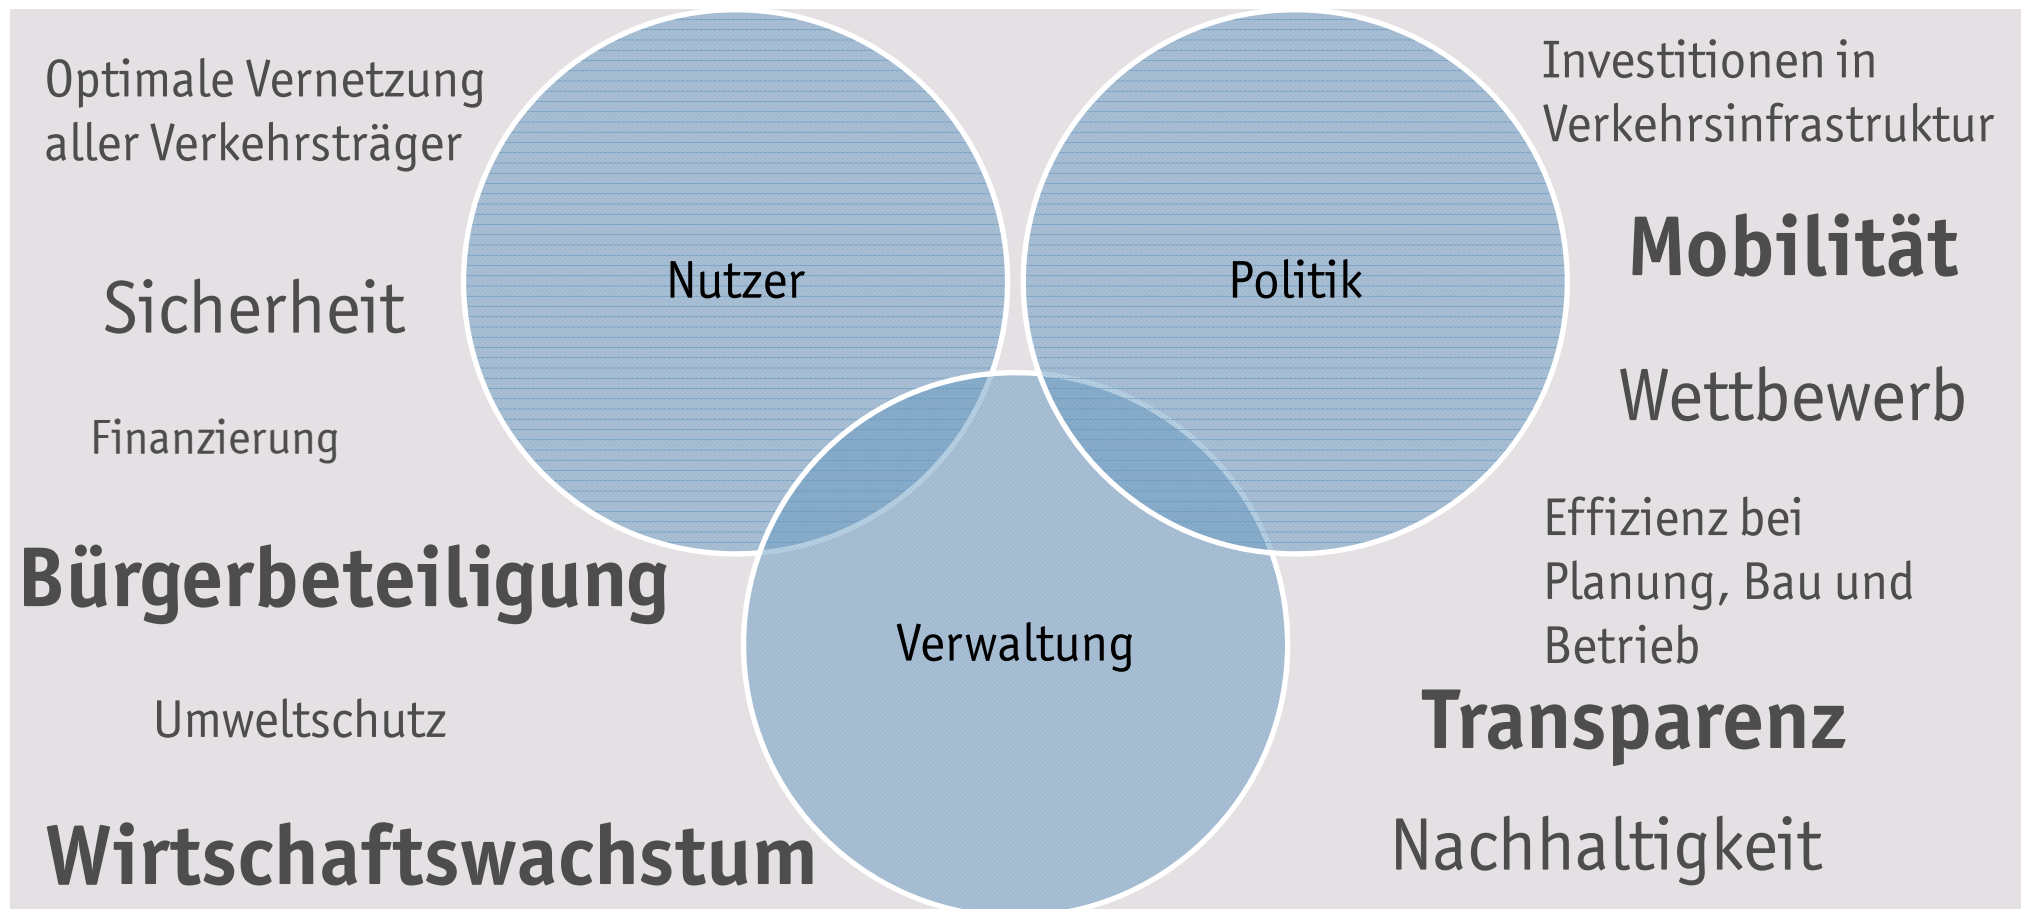 Optimale Vernetzung
aller Verkehrsträger
Sicherheit
Finanzierung
Bürgerbeteiligung
Umweltschutz
Wirtschaftswachstum
Nutzer
Politik
Verwaltung
Investitionen in
Verkehrsinfrastruktur
Mobilität
Wettbewerb
Effizienz bei
Planung, Bau und
Betrieb
Transparenz
Nachhaltigkeit